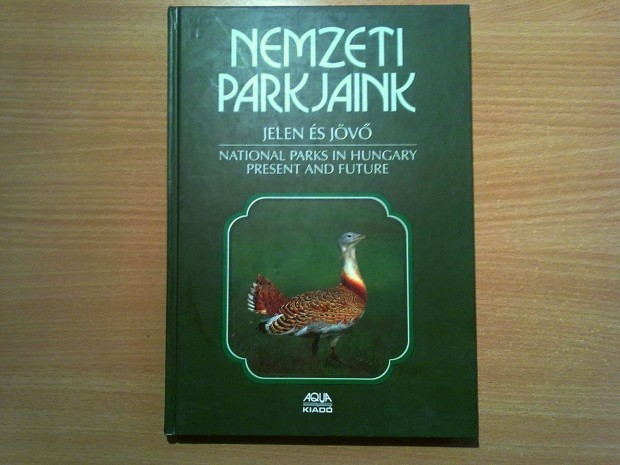 NEMZETI
PARKJAINK
JELEN ÉS JÖVŐ
NATIONAL PARKS IN HUNGARY
PRESENT AND FUTURE
AQUA
KIADÓ